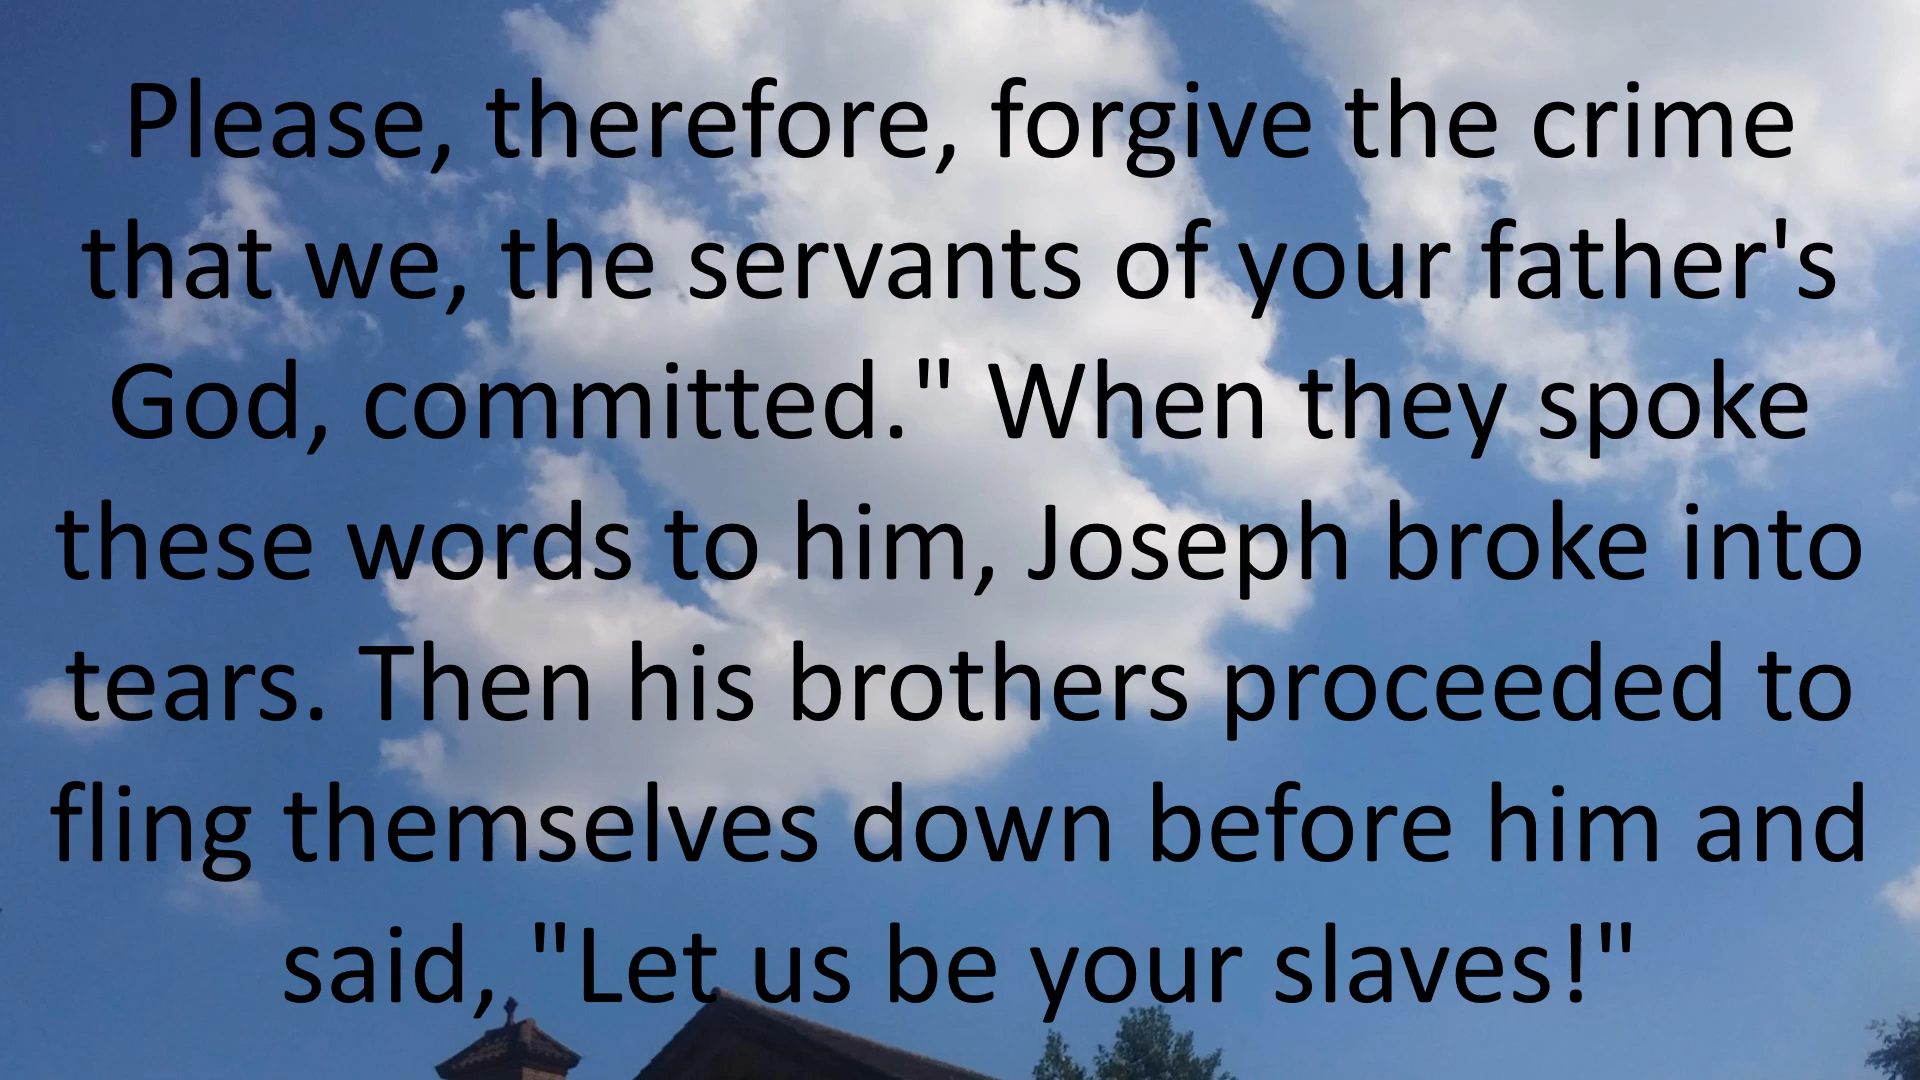 Please, therefore, forgive the crime
that we, the servants of your father's
God, committed." When they spoke
these words to him, Joseph broke into
tears. Then his brothers proceeded to
fling themselves down before him and
said, "Let us be your slaves!"